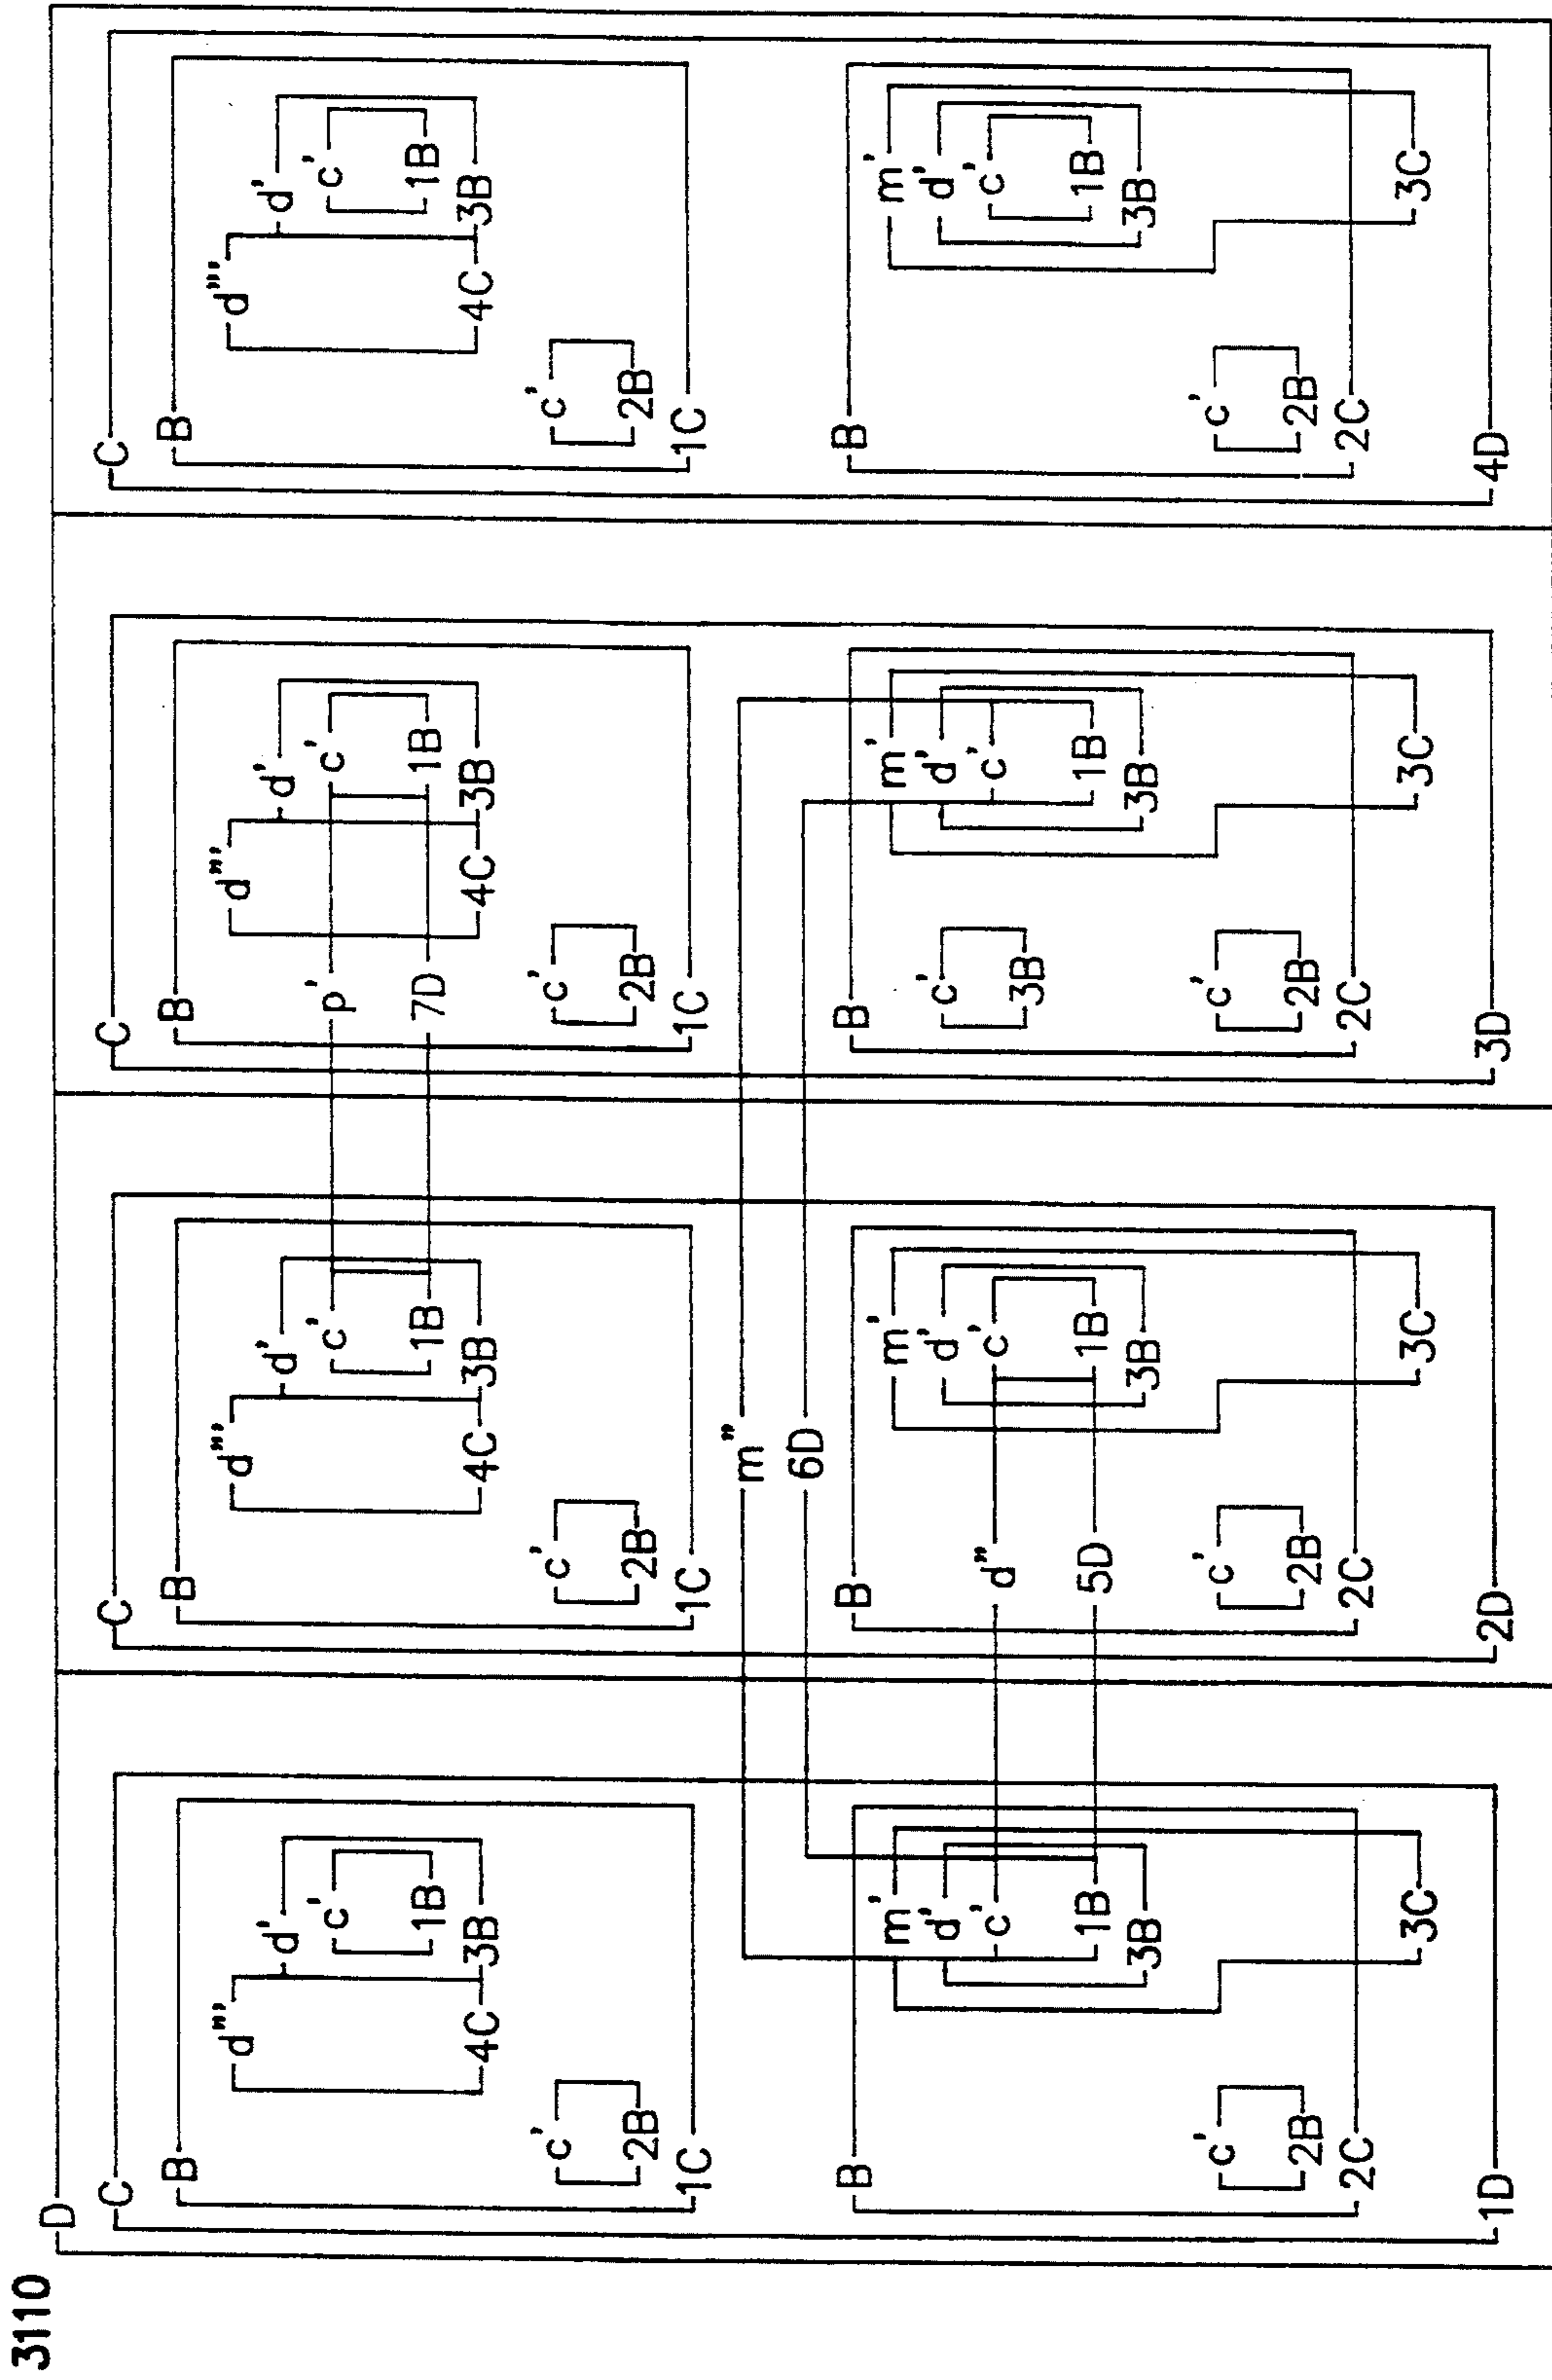 3110
D
C C C C
B B B B
d''' d''' d''' d'''
d' d' d' d'
c' c' p' c' c'
1B 1B 7D 1B 1B
4C 3B 4C 3B 4C 3B 4C 3B
c' c' c' c'
2B 2B 2B 2B
1C 1C 1C 1C
m"
6D
B B B B
m' m' m' m'
d' d' c' d' d'
c' d" c' c' c'
3B
1B 5D 1B 1B 1B
3B 3B 3B 3B
c' c' c' c'
2B 2B 2B 2B
2C 2C 2C 2C
3C 3C 3C 3C
1D 2D 3D 4D